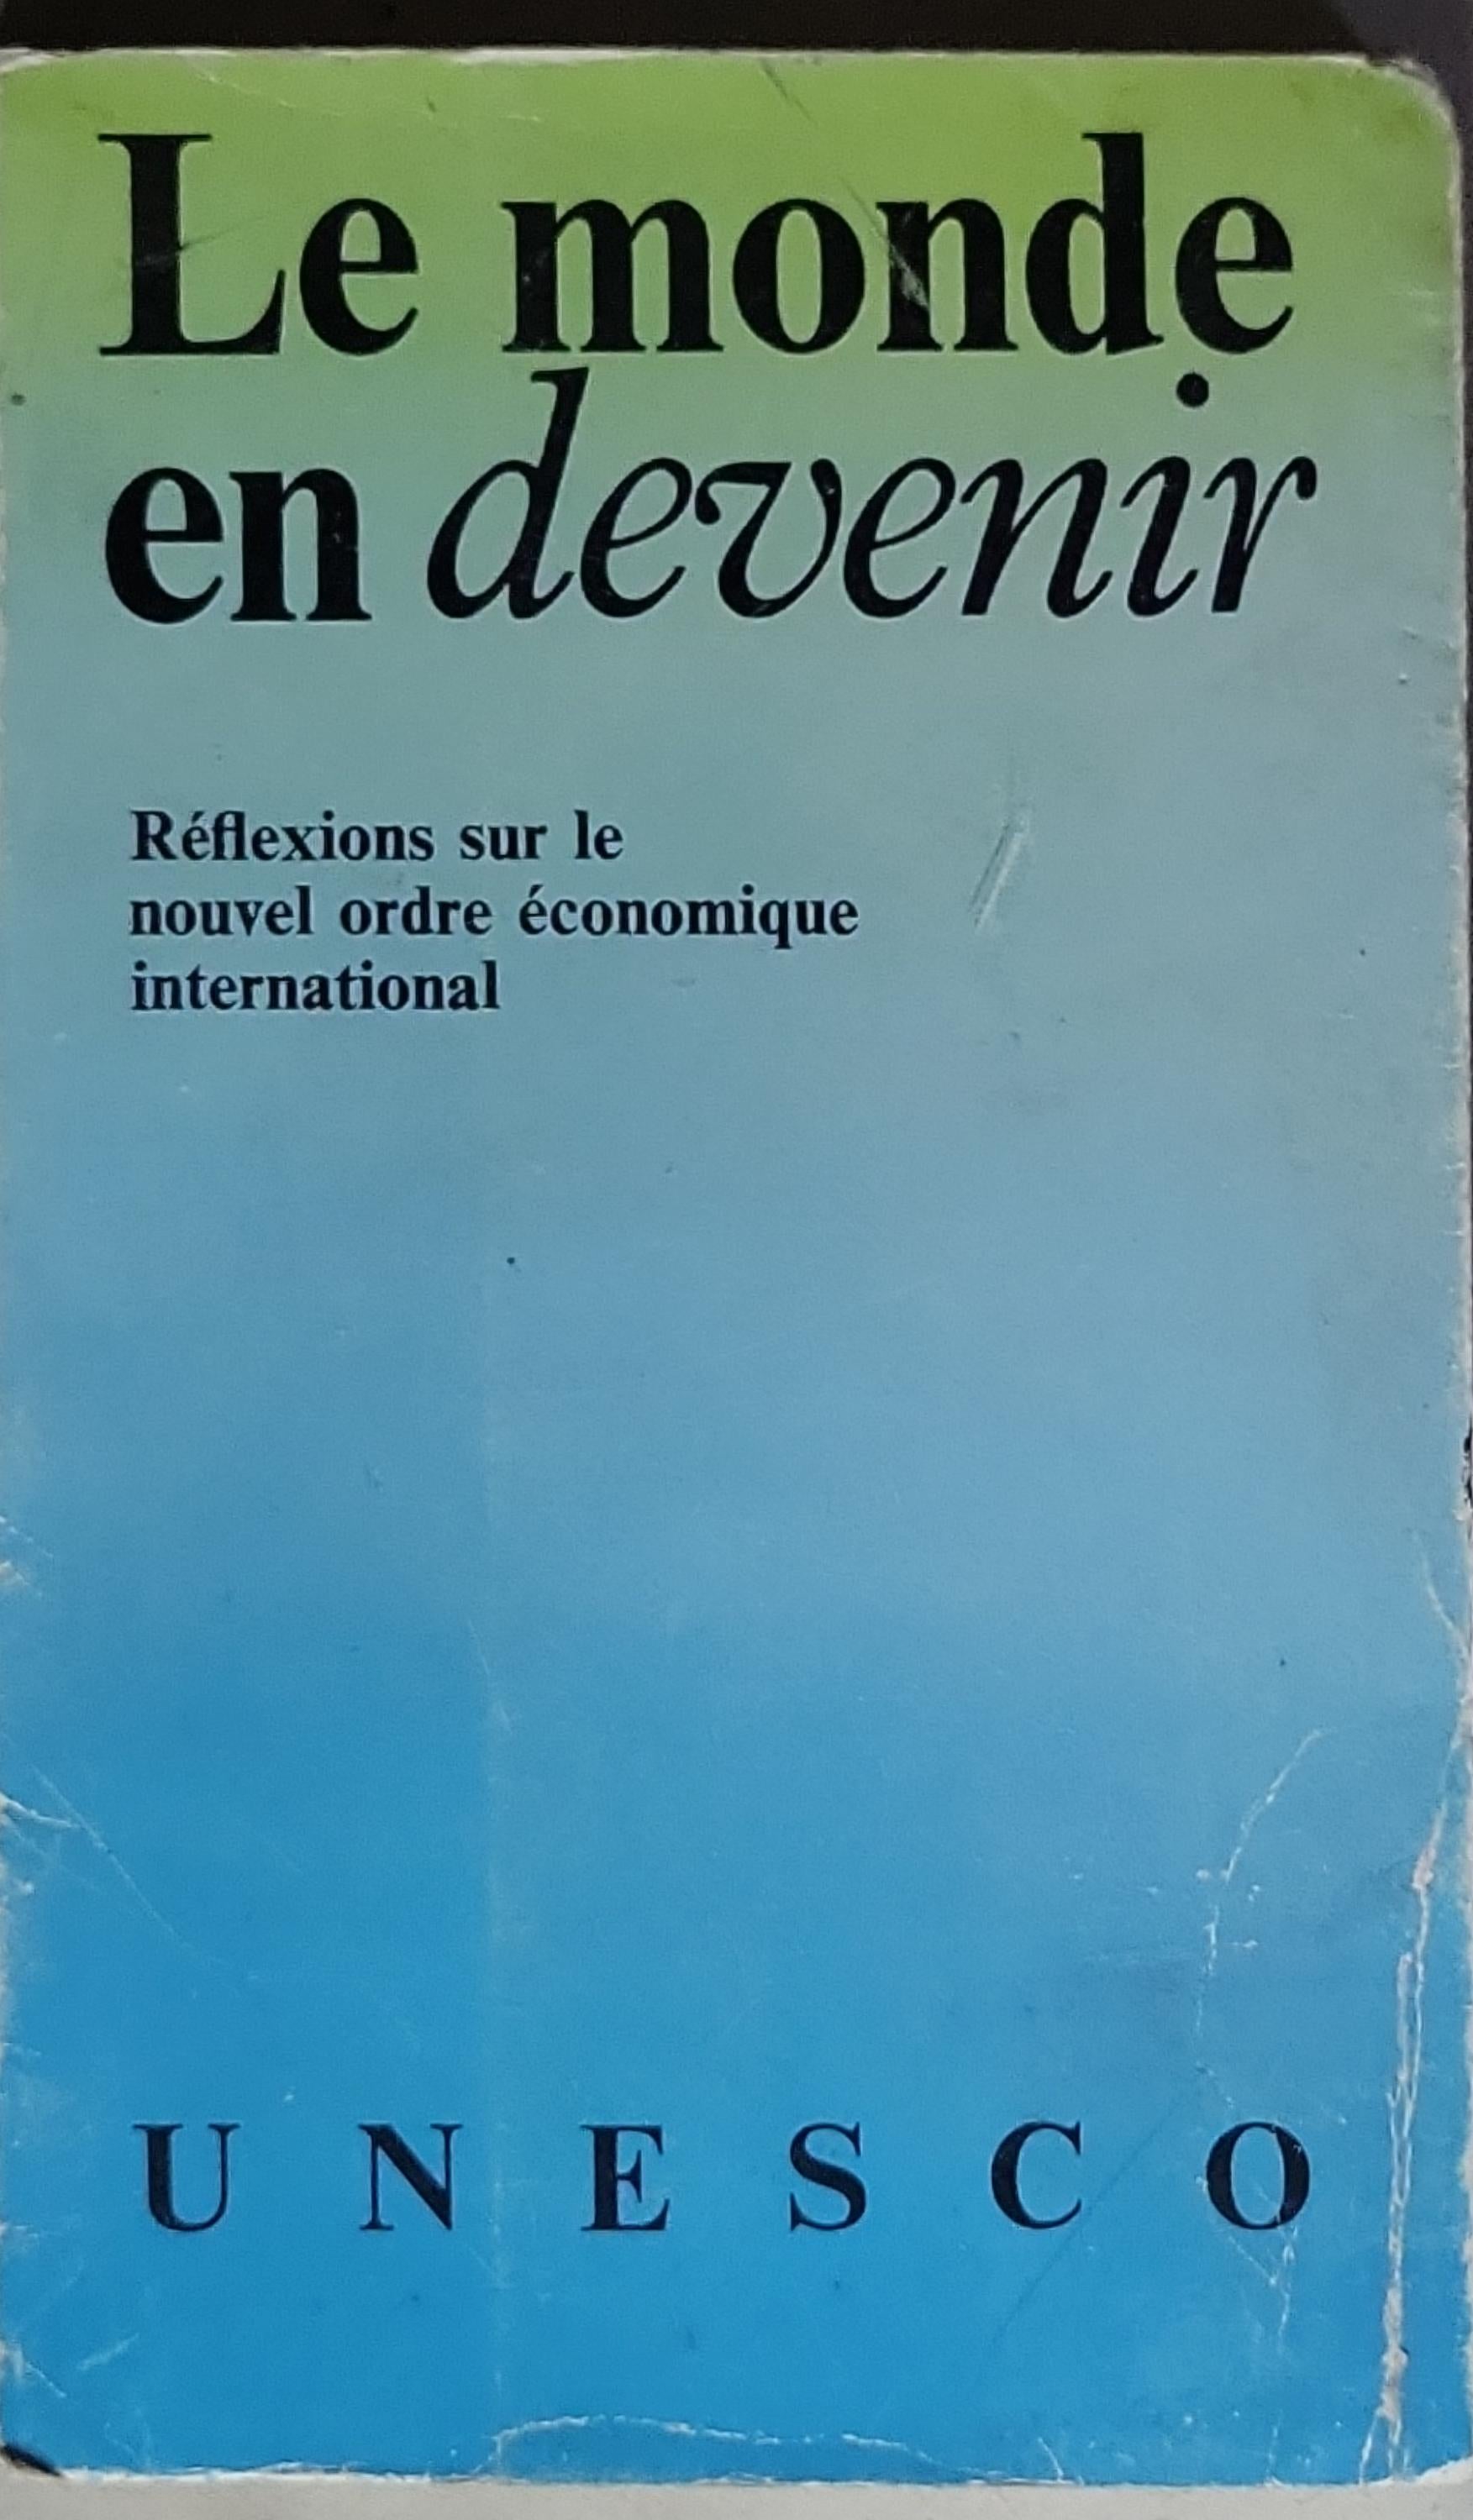 Le monde
en devenir
Réflexions sur le
nouvel ordre économique
international
UNESCO